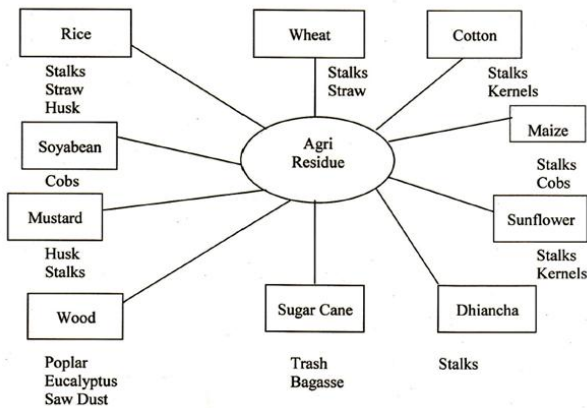 Rice
Stalks
Straw
Husk
Wheat
Stalks
Straw
Cotton
Stalks
Kernels
Soyabean
Cobs
Agri
Residue
Maize
Stalks
Cobs
Mustard
Husk
Stalks
Sunflower
Stalks
Kernels
Wood
Poplar
Eucalyptus
Saw Dust
Sugar Cane
Trash
Bagasse
Dhiancha
Stalks